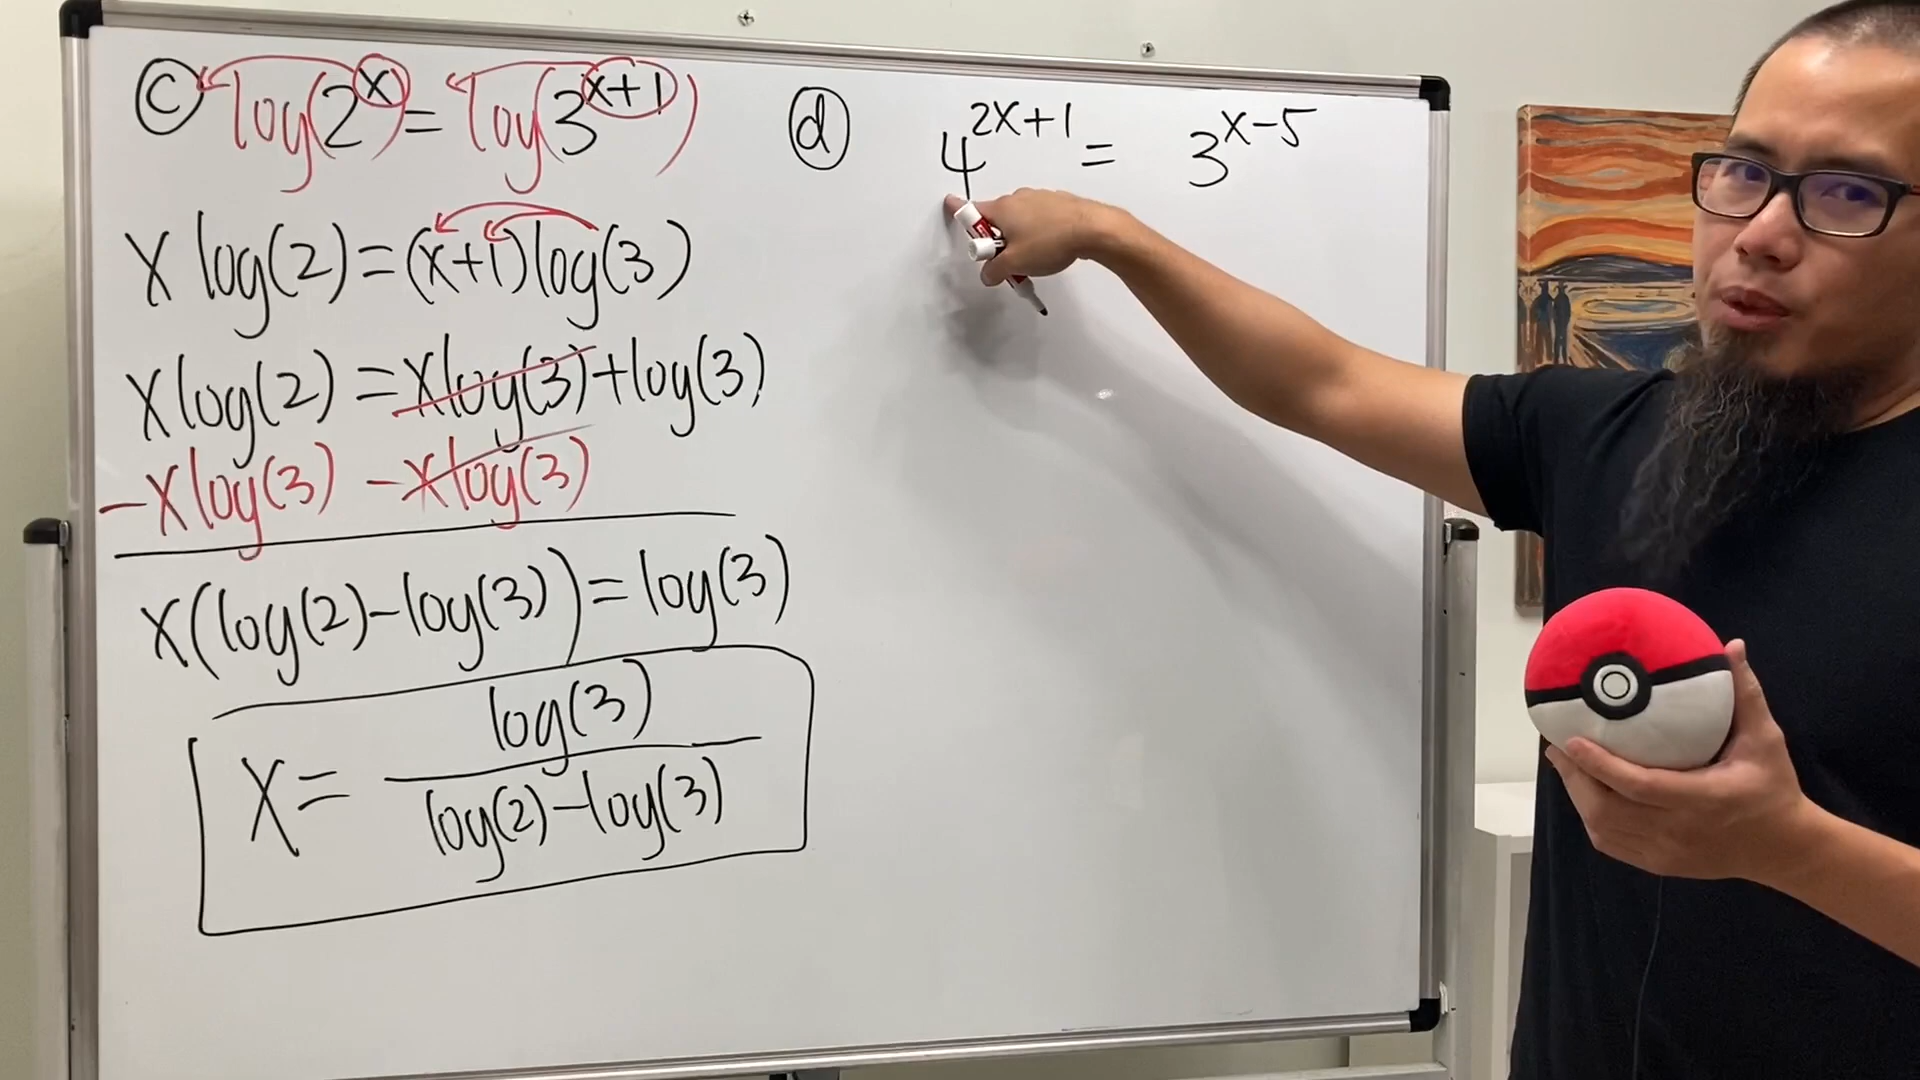 ⓒ log(2^x) = log(3^(x+1))
x log(2) = (x+1) log(3)
x log(2) = x log(3) + log(3)
-x log(3) -x log(3)
x(log(2) - log(3)) = log(3)
x = log(3) / (log(2) - log(3))
ⓓ 4^(2x+1) = 3^(x-5)